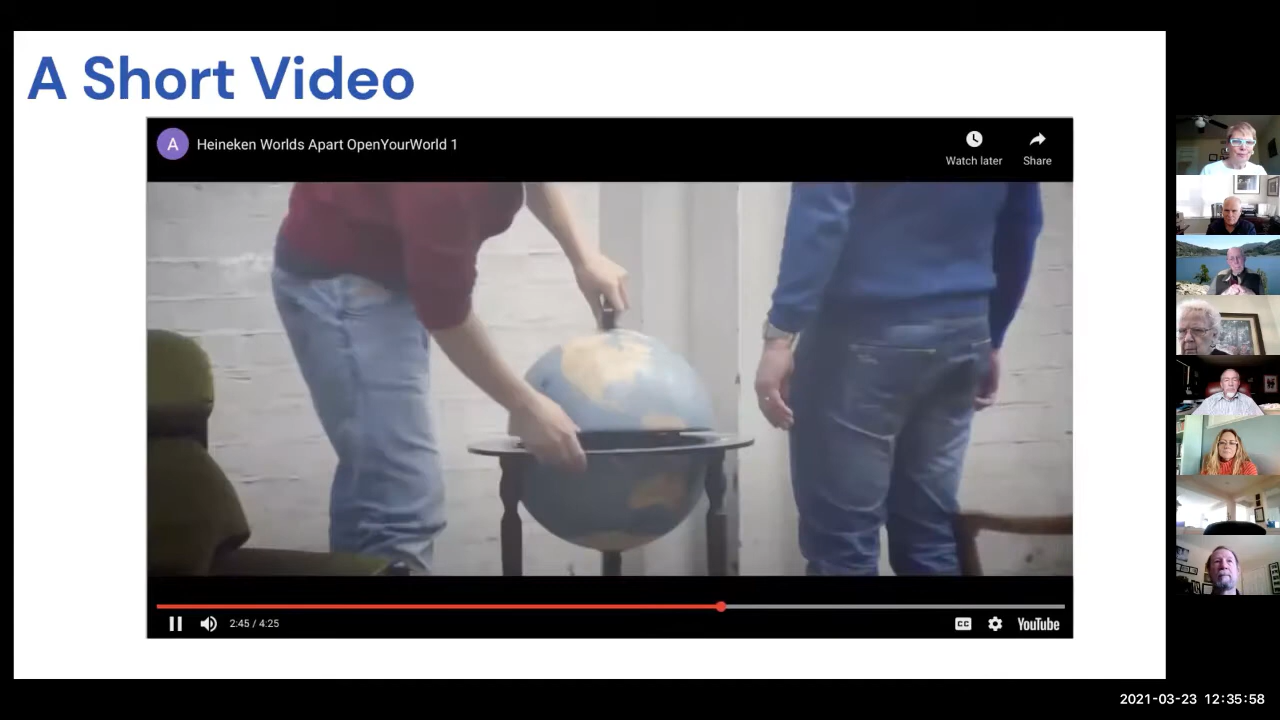 A Short Video
A
Heineken Worlds Apart OpenYourWorld 1
Watch later
Share
2:45 / 4:25
CC
YouTube
2021-03-23 12:35:58